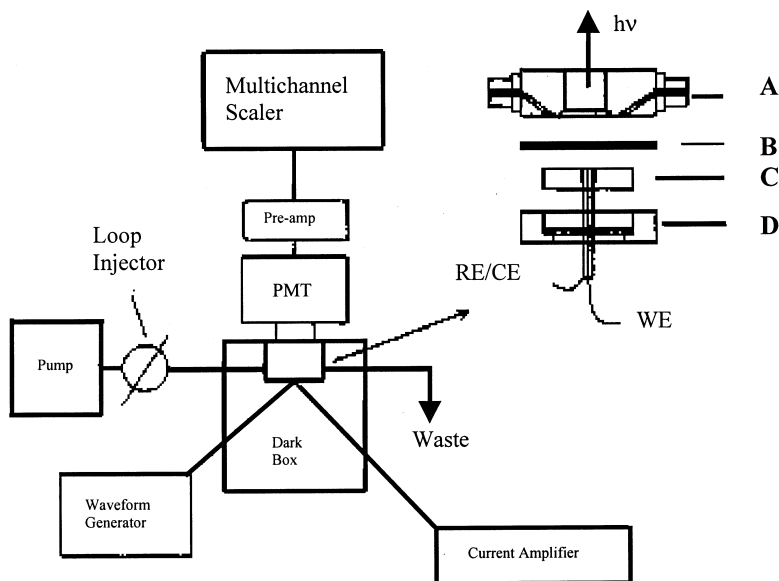 hν
Multichannel
Scaler
A
B
C
D
Pre-amp
Loop
Injector
PMT
RE/CE
WE
Pump
Waste
Dark
Box
Waveform
Generator
Current Amplifier